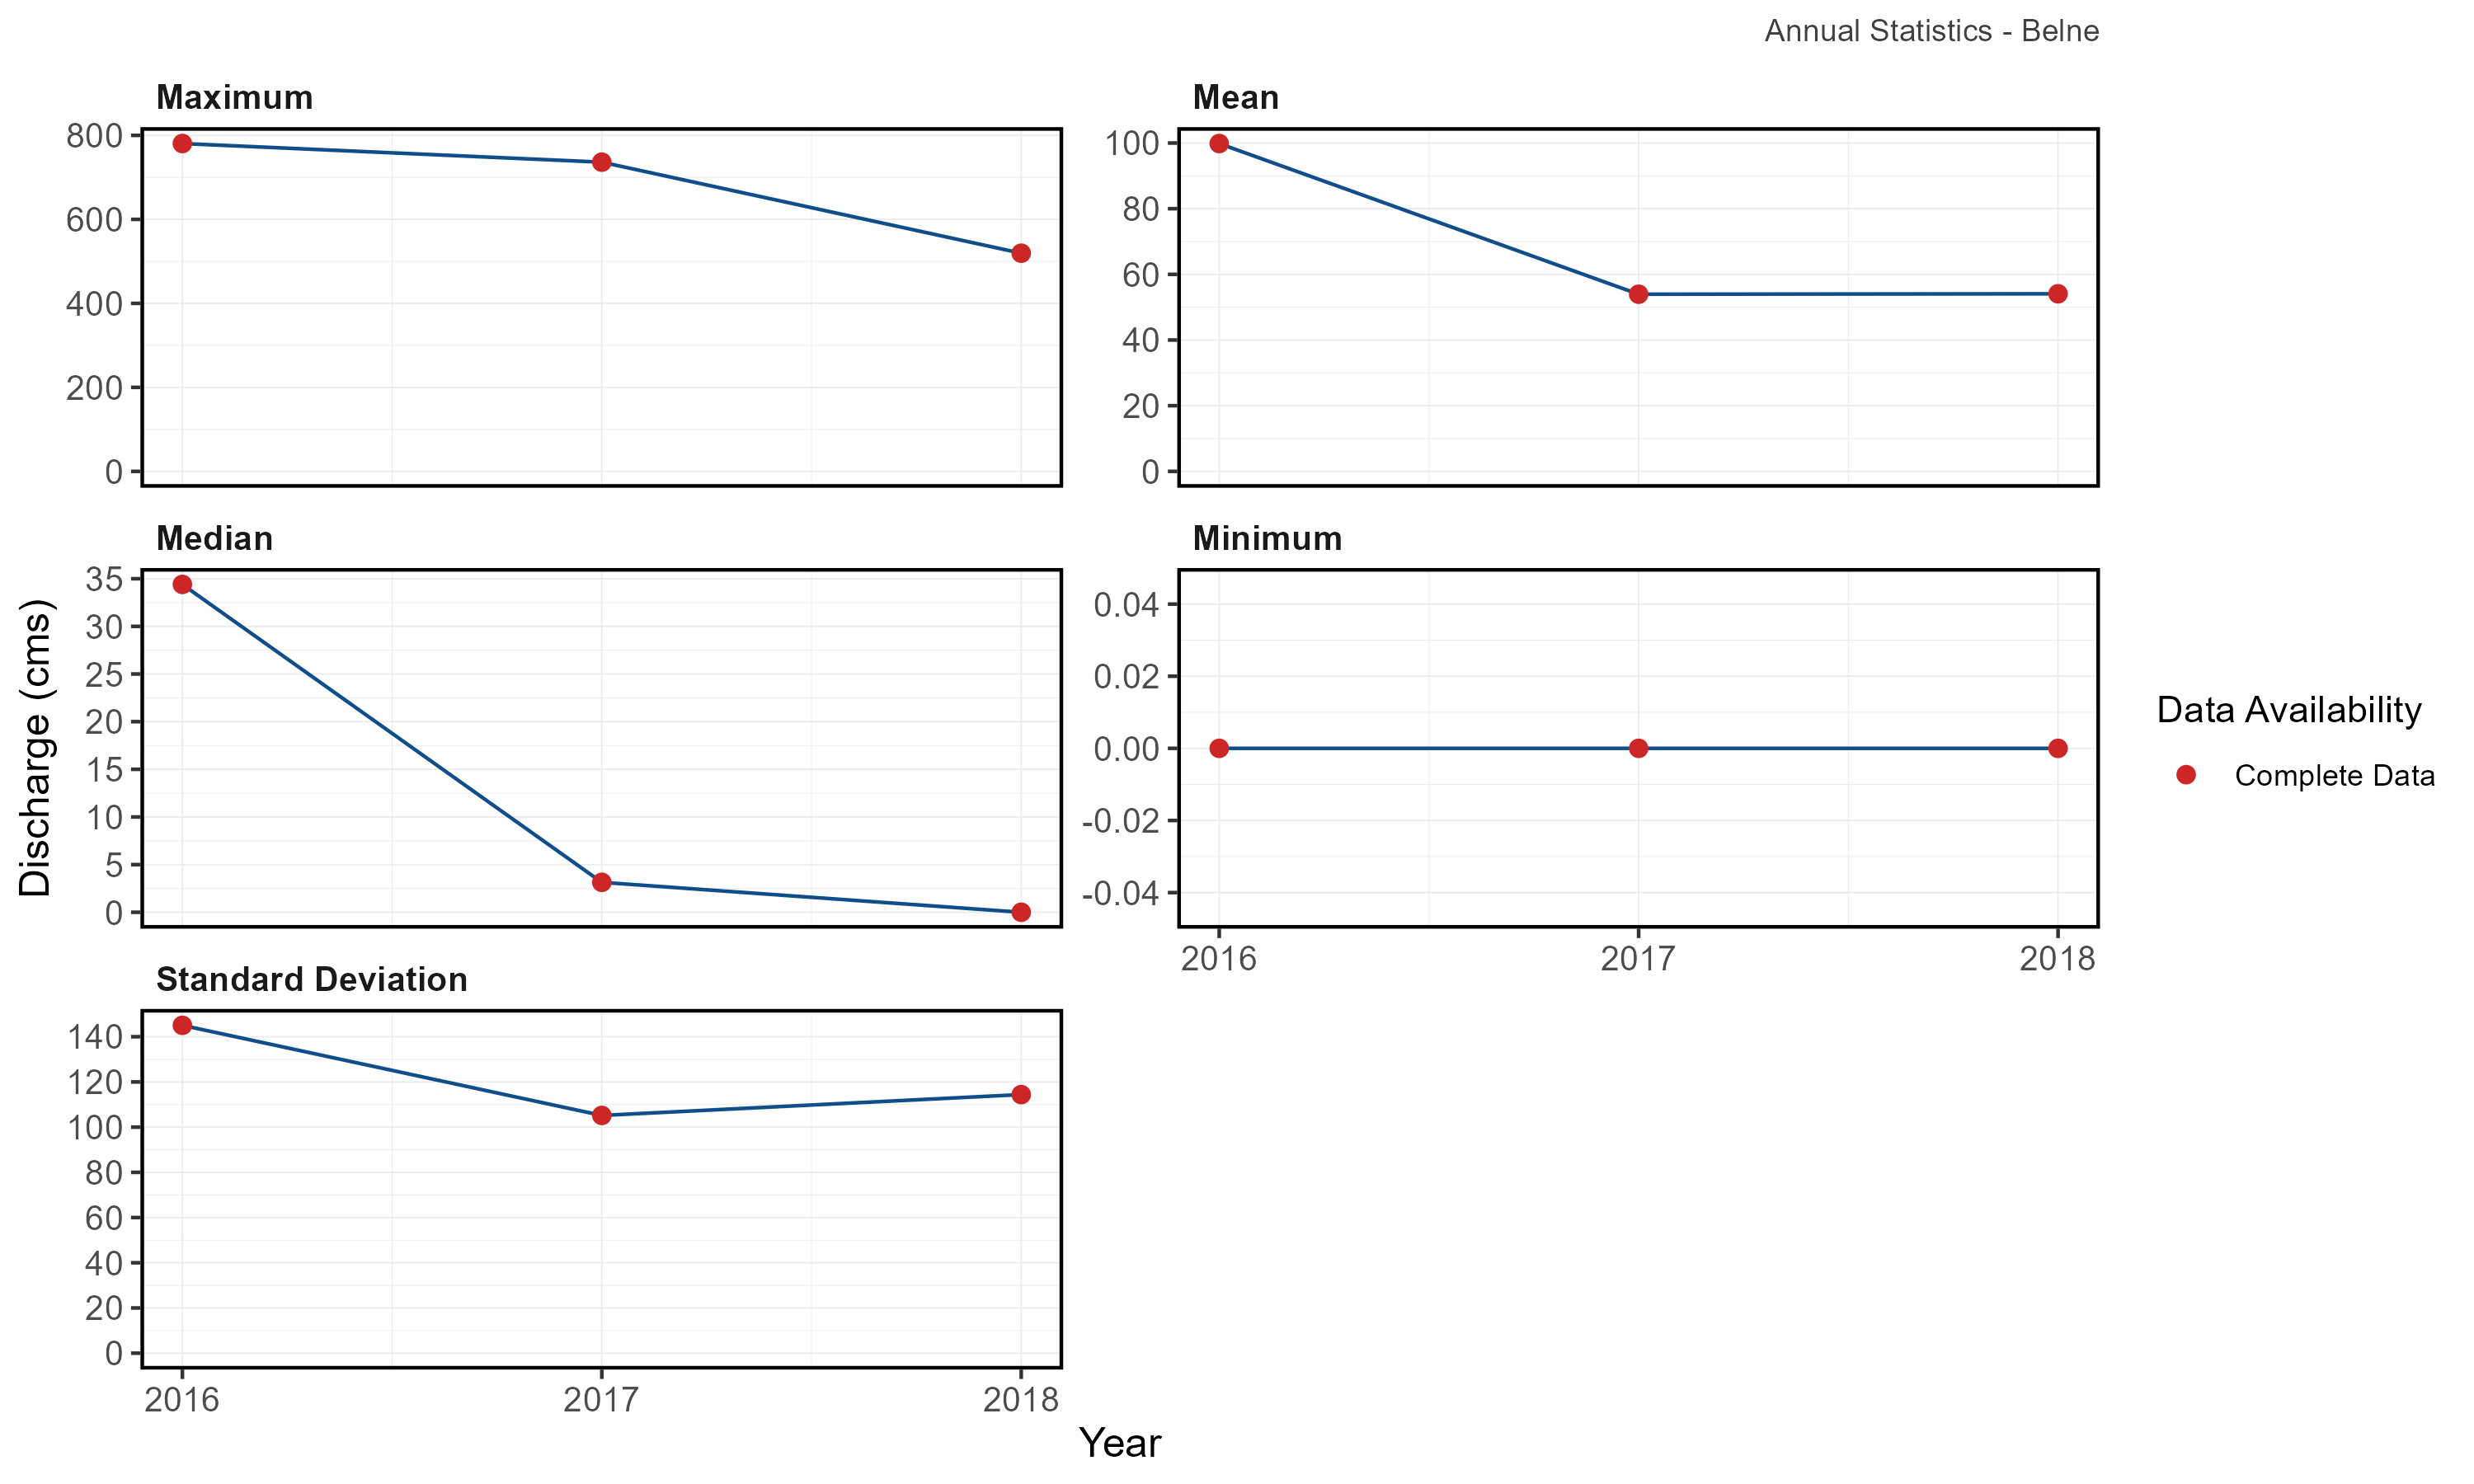 Annual Statistics - Belne
Maximum
800
600
400
200
0
Mean
100
80
60
40
20
0
Median
35
30
25
20
15
10
5
0
Minimum
0.04
0.02
0.00
-0.02
-0.04
2016 2017 2018
Standard Deviation
140
120
100
80
60
40
20
0
2016 2017 2018
Discharge (cms)
Year
Data Availability
Complete Data